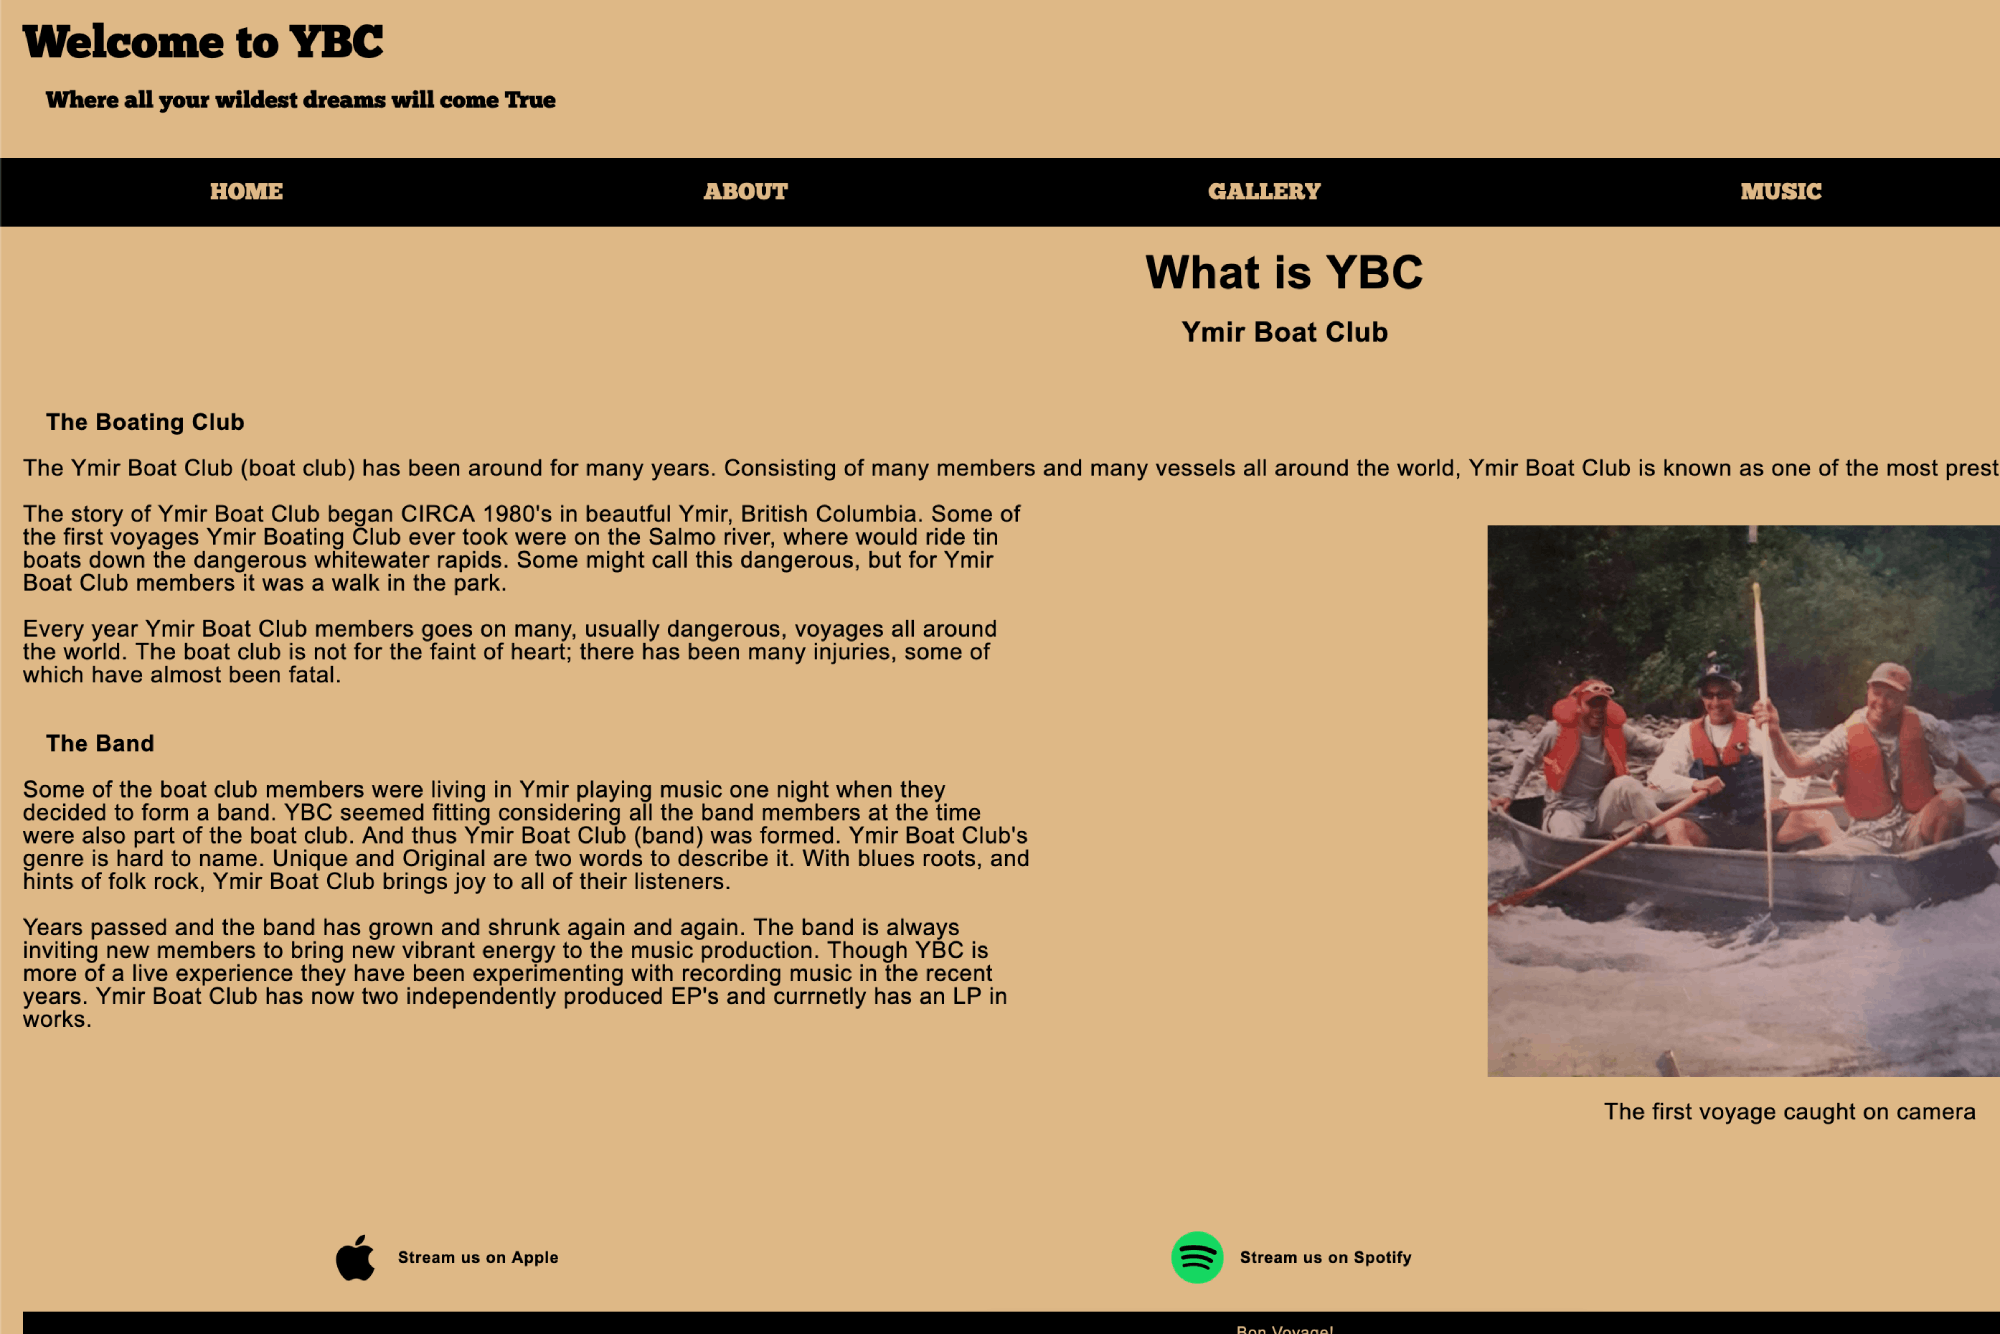 Welcome to YBC
Where all your wildest dreams will come True
HOME ABOUT GALLERY MUSIC
What is YBC
Ymir Boat Club
The Boating Club
The Ymir Boat Club (boat club) has been around for many years. Consisting of many members and many vessels all around the world, Ymir Boat Club is known as one of the most prest
The story of Ymir Boat Club began CIRCA 1980's in beautful Ymir, British Columbia. Some of
the first voyages Ymir Boating Club ever took were on the Salmo river, where would ride tin
boats down the dangerous whitewater rapids. Some might call this dangerous, but for Ymir
Boat Club members it was a walk in the park.
Every year Ymir Boat Club members goes on many, usually dangerous, voyages all around
the world. The boat club is not for the faint of heart; there has been many injuries, some of
which have almost been fatal.
The Band
Some of the boat club members were living in Ymir playing music one night when they
decided to form a band. YBC seemed fitting considering all the band members at the time
were also part of the boat club. And thus Ymir Boat Club (band) was formed. Ymir Boat Club's
genre is hard to name. Unique and Original are two words to describe it. With blues roots, and
hints of folk rock, Ymir Boat Club brings joy to all of their listeners.
Years passed and the band has grown and shrunk again and again. The band is always
inviting new members to bring new vibrant energy to the music production. Though YBC is
more of a live experience they have been experimenting with recording music in the recent
years. Ymir Boat Club has now two independently produced EP's and currnetly has an LP in
works.
The first voyage caught on camera
Stream us on Apple
Stream us on Spotify
Bon Voyage!